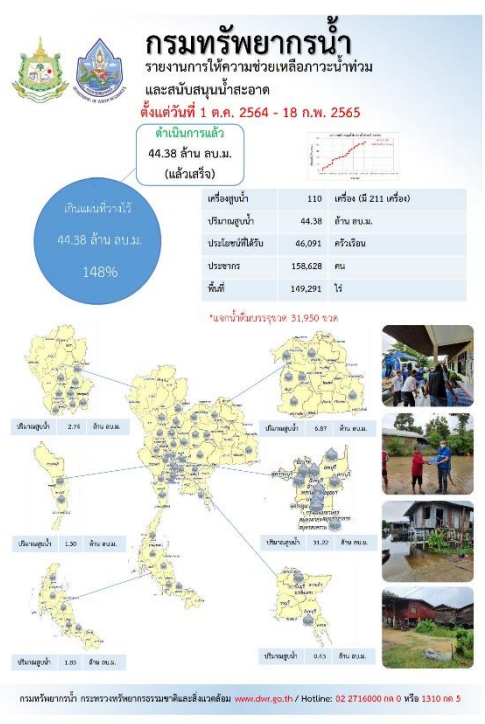 กรมทรัพยากรน้ำ
รายงานการให้ความช่วยเหลือภาวะน้ำท่วม
และสนับสนุนน้ำสะอาด
ตั้งแต่วันที่ 1 ต.ค. 2564 - 18 ก.พ. 2565
ดำเนินการแล้ว
44.38 ล้าน ลบ.ม.
(แล้วเสร็จ)
เกินแผนที่วางไว้
44.38 ล้าน ลบ.ม.
148%
เครื่องสูบน้ำ 110 เครื่อง (มี 211 เครื่อง)
ปริมาณสูบน้ำ 44.38 ล้าน ลบ.ม.
ประโยชน์ที่ได้รับ 46,091 ครัวเรือน
ประชากร 158,628 คน
พื้นที่ 149,291 ไร่
*แจกน้ำดื่มบรรจุขวด 31,950 ขวด
ปริมาณสูบน้ำ 2.74 ล้าน ลบ.ม.
ปริมาณสูบน้ำ 6.87 ล้าน ลบ.ม.
ปริมาณสูบน้ำ 1.30 ล้าน ลบ.ม.
ปริมาณสูบน้ำ 31.22 ล้าน ลบ.ม.
ปริมาณสูบน้ำ ล้าน ลบ.ม.
ปริมาณสูบน้ำ ล้าน ลบ.ม.
กรมทรัพยากรน้ำ กระทรวงทรัพยากรธรรมชาติและสิ่งแวดล้อม www.dwr.go.th / Hotline: 02 2716000 กด 0 หรือ 1310 กด 5